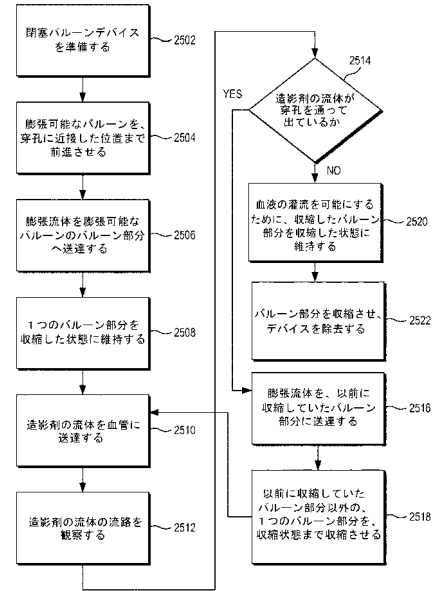 閉塞バルーンデバイス
を準備する
2502
膨張可能なバルーンを、
穿孔に近接した位置まで
前進させる
2504
膨張流体を膨張可能な
バルーンのバルーン部分
へ送達する
2506
1つのバルーン部分を
収縮した状態に維持する
2508
造影剤の流体を血管に
送達する
2510
造影剤の流体の流路を
観察する
2512
2514
造影剤の流体が
穿孔を通って
出ているか
YES
NO
血液の灌流を可能にする
ために、収縮したバルーン
部分を収縮した状態に
維持する
2520
バルーン部分を収縮させ、
デバイスを除去する
2522
膨張流体を、以前に
収縮していたバルーン
部分に送達する
2516
以前に収縮していた
バルーン部分以外の、
1つのバルーン部分を、
収縮状態まで収縮させる
2518